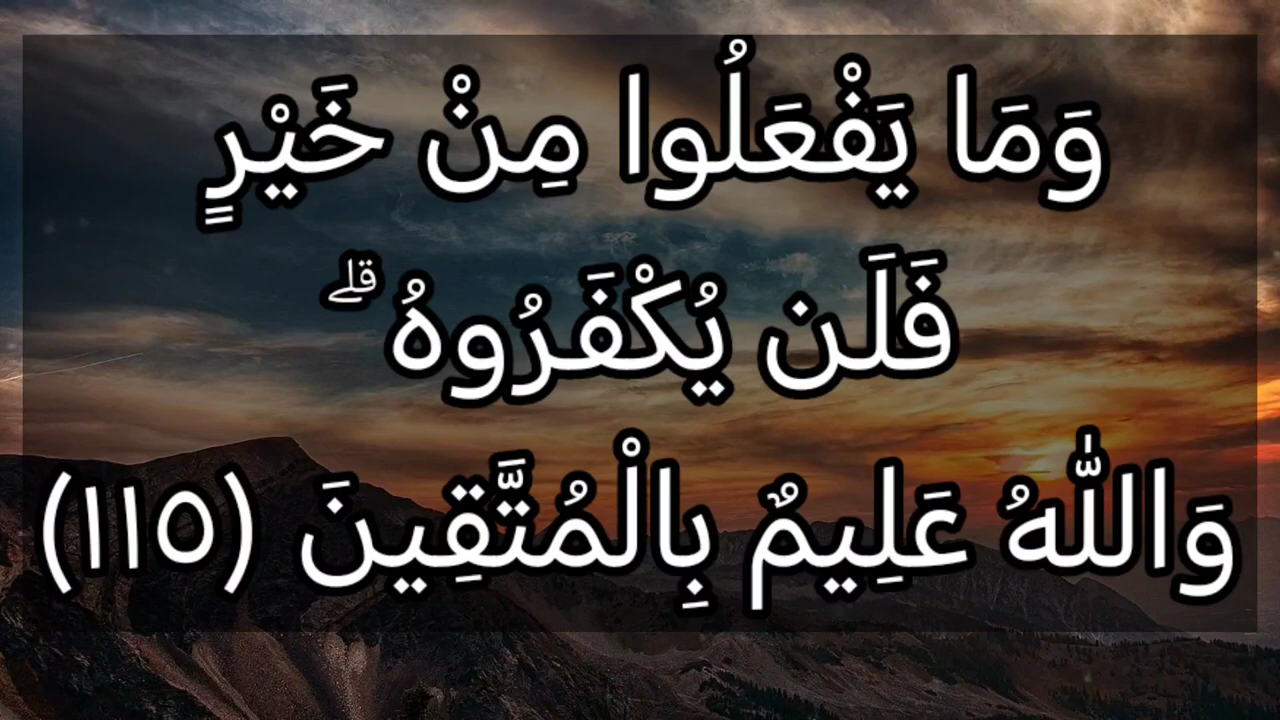 وَمَا يَفْعَلُوا مِنْ خَيْرٍ
فَلَن يُكْفَرُوهُ ۗ
وَاللّٰهُ عَلِيمٌ بِالْمُتَّقِينَ (١١٥)